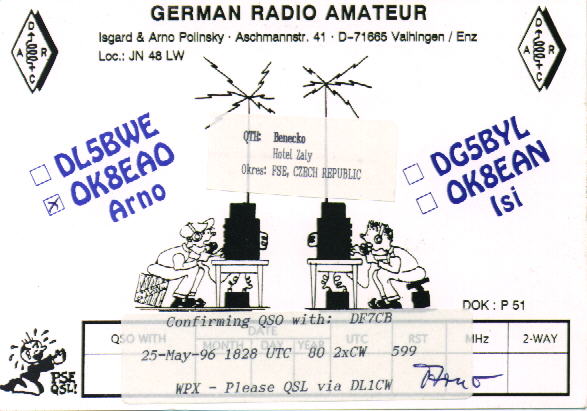 GERMAN RADIO AMATEUR
Isgard & Arno Polinsky · Aschmannstr. 41 · D-71665 Vaihingen / Enz
Loc.: JN 48 LW
D
A R
C
D
A R
C
DL5BWE
OK8EAO
Arno
QTH: Benecko
Hotel Zaly
Okres: FSE, CZECH REPUBLIC
DG5BYL
OK8EAN
Isi
DOK : P 51
Confirming QSO with: DF7CB
QSO WITH DATE UTC RST MHz 2-WAY
MONTH DAY YEAR
25-May-96 1828 UTC 80 2xCW 599
WPX - Please QSL via DL1CW
Arno
PSE
QSL!